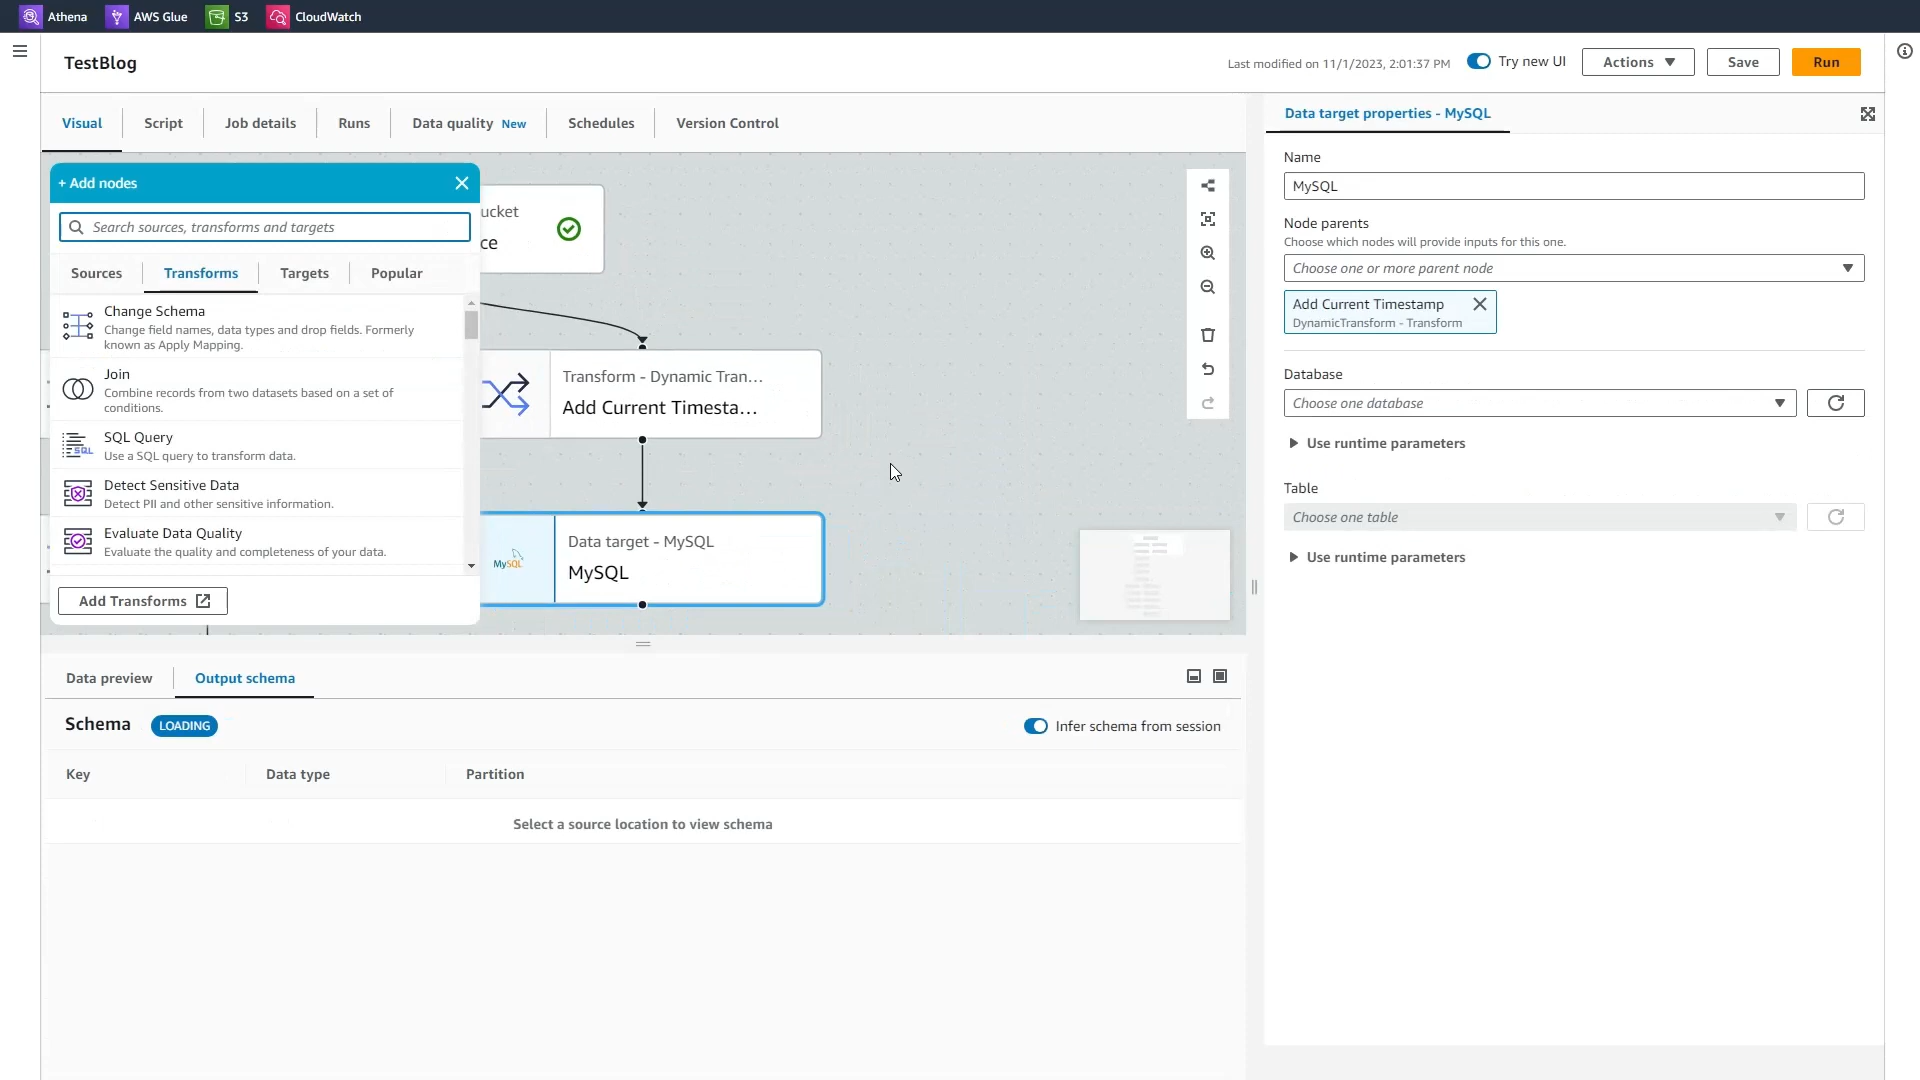 Athena
AWS Glue
S3
CloudWatch
TestBlog
Last modified on 11/1/2023, 2:01:37 PM
Try new UI
Actions
Save
Run
Visual
Script
Job details
Runs
Data quality New
Schedules
Version Control
+ Add nodes
Search sources, transforms and targets
Sources
Transforms
Targets
Popular
Change Schema
Change field names, data types and drop fields. Formerly
known as Apply Mapping.
Join
Combine records from two datasets based on a set of
conditions.
SQL Query
Use a SQL query to transform data.
Detect Sensitive Data
Detect PII and other sensitive information.
Evaluate Data Quality
Evaluate the quality and completeness of your data.
Add Transforms
ucket
ce
Transform - Dynamic Tran...
Add Current Timesta...
MySQL
Data target - MySQL
MySQL
Data preview
Output schema
Schema
LOADING
Infer schema from session
Key
Data type
Partition
Select a source location to view schema
Data target properties - MySQL
Name
MySQL
Node parents
Choose which nodes will provide inputs for this one.
Choose one or more parent node
Add Current Timestamp
DynamicTransform - Transform
Database
Choose one database
Use runtime parameters
Table
Choose one table
Use runtime parameters